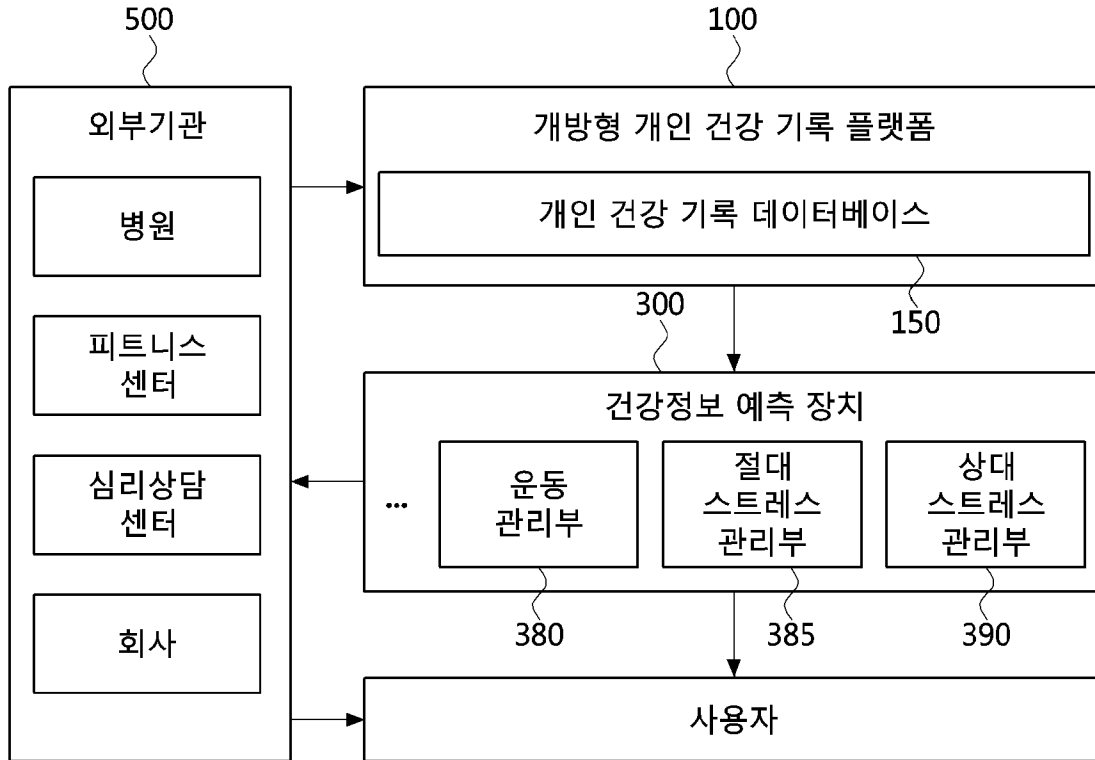 500
100
외부기관
병원
피트니스
센터
심리상담
센터
회사
개방형 개인 건강 기록 플랫폼
개인 건강 기록 데이터베이스
150
300
건강정보 예측 장치
...
운동
관리부
절대
스트레스
관리부
상대
스트레스
관리부
380
385
390
사용자